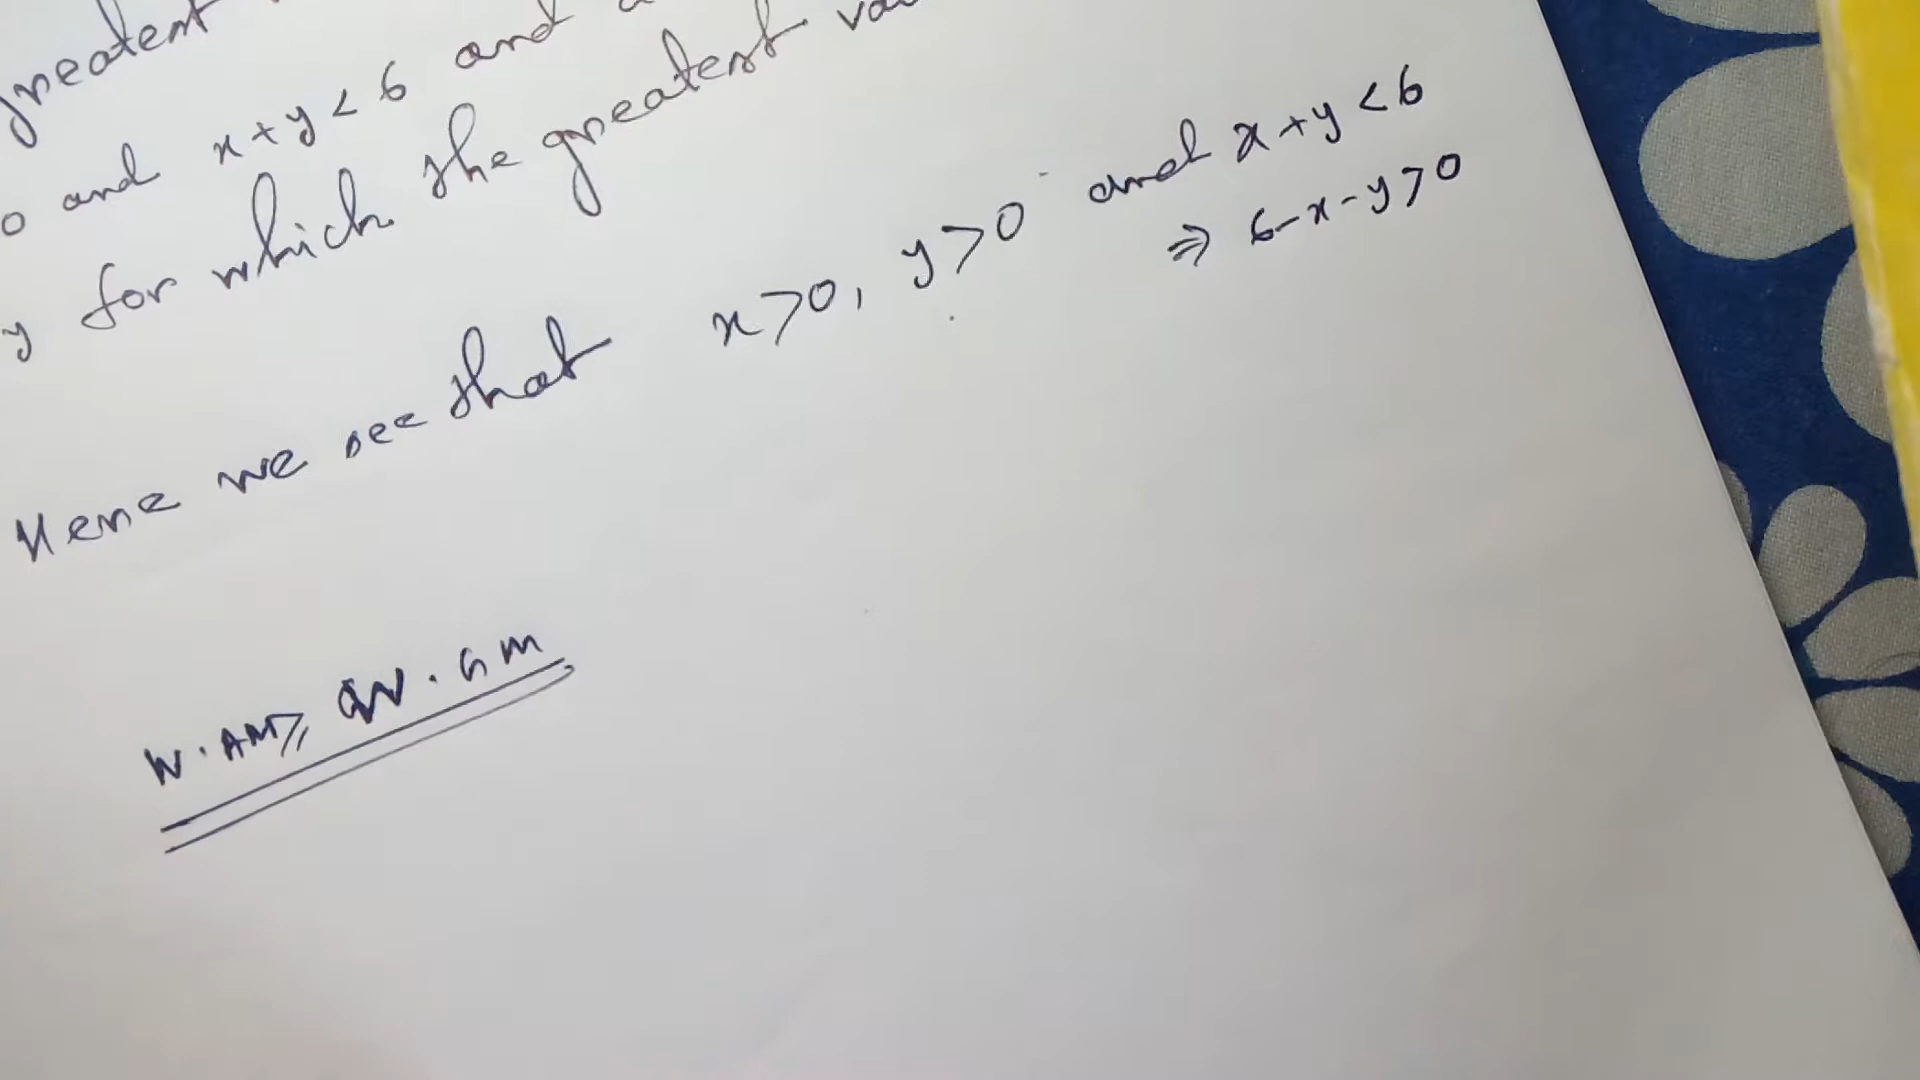 greatest
0 and x+y<6 and
y for which the greatest
Here we see that x>0, y>0 and x+y<6
⇒ 6-x-y>0
W.AM⩾ W.GM